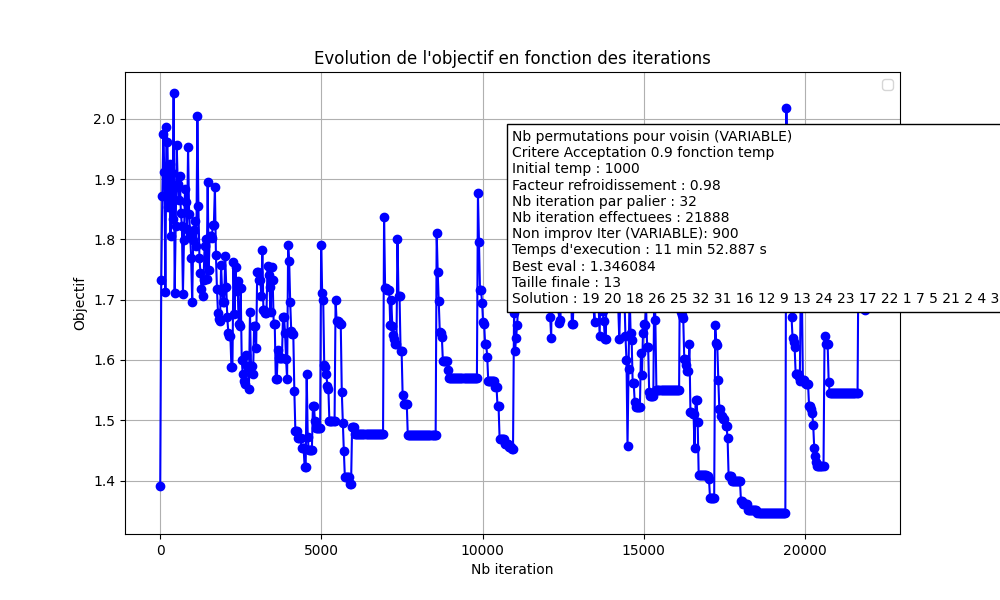 Evolution de l'objectif en fonction des iterations
2.0
1.9
1.8
1.7
1.6
1.5
1.4
Objectif
Nb permutations pour voisin (VARIABLE)
Critere Acceptation 0.9 fonction temp
Initial temp : 1000
Facteur refroidissement : 0.98
Nb iteration par palier : 32
Nb iteration effectuees : 21888
Non improv Iter (VARIABLE): 900
Temps d'execution : 11 min 52.887 s
Best eval : 1.346084
Taille finale : 13
Solution : 19 20 18 26 25 32 31 16 12 9 13 24 23 17 22 1 7 5 21 2 4 3
0 5000 10000 15000 20000
Nb iteration